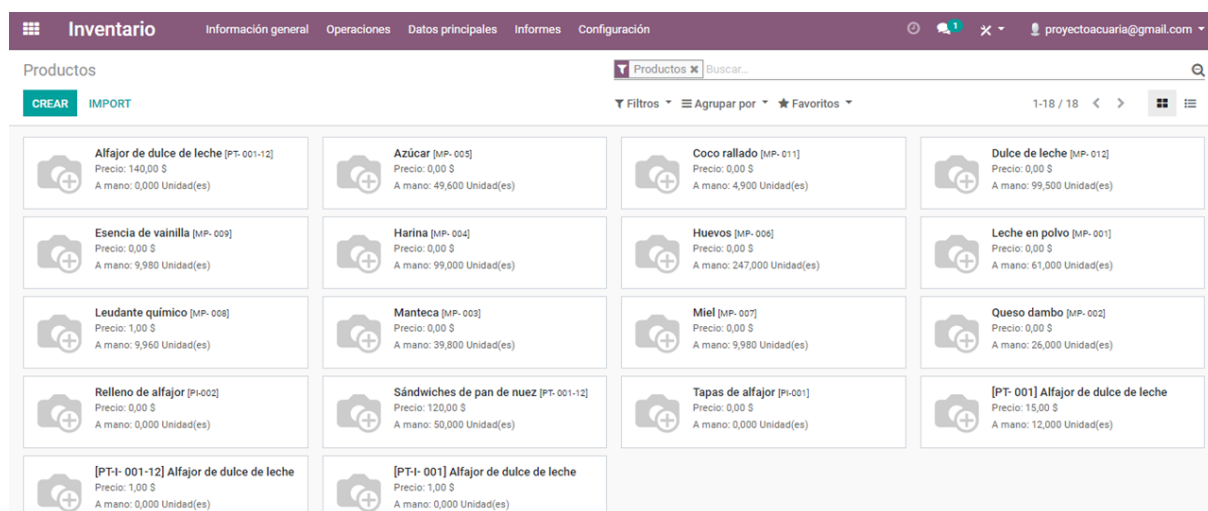 Inventario Información general Operaciones Datos principales Informes Configuración 1 proyectoacuaria@gmail.com
Productos
Productos Buscar...
CREAR IMPORT
Filtros Agrupar por Favoritos 1-18 / 18
Alfajor de dulce de leche [PT- 001-12]
Precio: 140,00 $
A mano: 0,000 Unidad(es)
Azúcar [MP- 005]
Precio: 0,00 $
A mano: 49,600 Unidad(es)
Coco rallado [MP- 011]
Precio: 0,00 $
A mano: 4,900 Unidad(es)
Dulce de leche [MP- 012]
Precio: 0,00 $
A mano: 99,500 Unidad(es)
Esencia de vainilla [MP- 009]
Precio: 0,00 $
A mano: 9,980 Unidad(es)
Harina [MP- 004]
Precio: 0,00 $
A mano: 99,000 Unidad(es)
Huevos [MP- 006]
Precio: 0,00 $
A mano: 247,000 Unidad(es)
Leche en polvo [MP- 001]
Precio: 0,00 $
A mano: 61,000 Unidad(es)
Leudante químico [MP- 008]
Precio: 1,00 $
A mano: 9,960 Unidad(es)
Manteca [MP- 003]
Precio: 0,00 $
A mano: 39,800 Unidad(es)
Miel [MP- 007]
Precio: 0,00 $
A mano: 9,980 Unidad(es)
Queso dambo [MP- 002]
Precio: 0,00 $
A mano: 26,000 Unidad(es)
Relleno de alfajor [PI-002]
Precio: 0,00 $
A mano: 0,000 Unidad(es)
Sándwiches de pan de nuez [PT- 001-12]
Precio: 120,00 $
A mano: 50,000 Unidad(es)
Tapas de alfajor [PI-001]
Precio: 0,00 $
A mano: 0,000 Unidad(es)
[PT- 001] Alfajor de dulce de leche
Precio: 15,00 $
A mano: 12,000 Unidad(es)
[PT-I- 001-12] Alfajor de dulce de leche
Precio: 1,00 $
A mano: 0,000 Unidad(es)
[PT-I- 001] Alfajor de dulce de leche
Precio: 1,00 $
A mano: 0,000 Unidad(es)